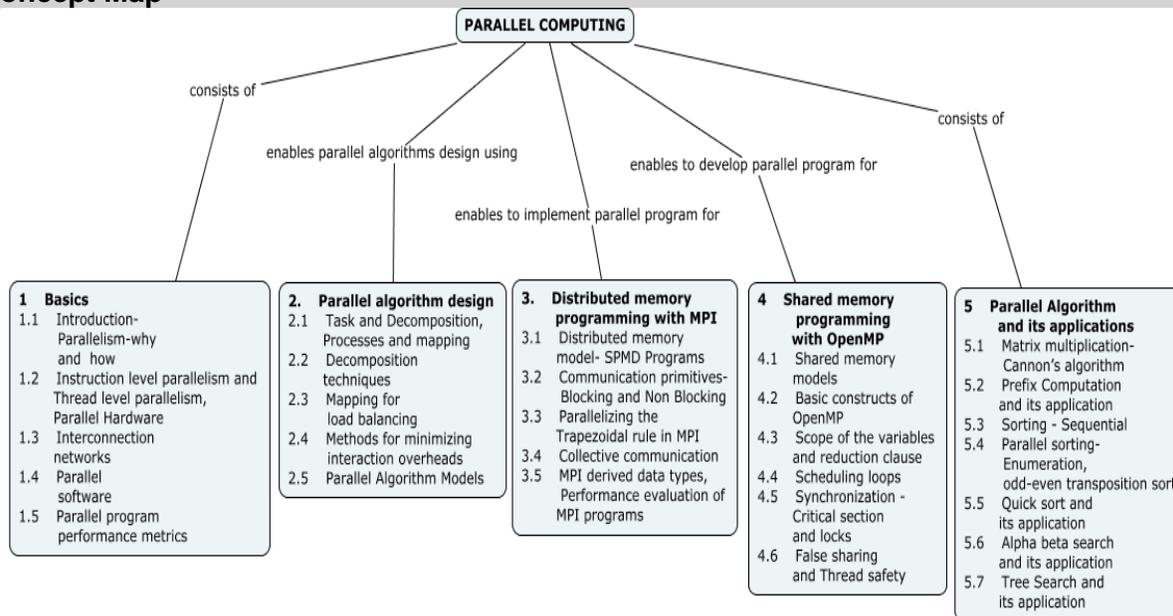 Concept Map
PARALLEL COMPUTING
consists of
enables parallel algorithms design using
enables to implement parallel program for
enables to develop parallel program for
consists of
1 Basics
1.1 Introduction-
Parallelism-why
and how
1.2 Instruction level parallelism and
Thread level parallelism,
Parallel Hardware
1.3 Interconnection
networks
1.4 Parallel
software
1.5 Parallel program
performance metrics
2. Parallel algorithm design
2.1 Task and Decomposition,
Processes and mapping
2.2 Decomposition
techniques
2.3 Mapping for
load balancing
2.4 Methods for minimizing
interaction overheads
2.5 Parallel Algorithm Models
3. Distributed memory
programming with MPI
3.1 Distributed memory
model- SPMD Programs
3.2 Communication primitives-
Blocking and Non Blocking
3.3 Parallelizing the
Trapezoidal rule in MPI
3.4 Collective communication
3.5 MPI derived data types,
Performance evaluation of
MPI programs
4 Shared memory
programming
with OpenMP
4.1 Shared memory
models
4.2 Basic constructs of
OpenMP
4.3 Scope of the variables
and reduction clause
4.4 Scheduling loops
4.5 Synchronization -
Critical section
and locks
4.6 False sharing
and Thread safety
5 Parallel Algorithm
and its applications
5.1 Matrix multiplication-
Cannon's algorithm
5.2 Prefix Computation
and its application
5.3 Sorting - Sequential
5.4 Parallel sorting-
Enumeration,
odd-even transposition sort
5.5 Quick sort and
its application
5.6 Alpha beta search
and its application
5.7 Tree Search and
its application